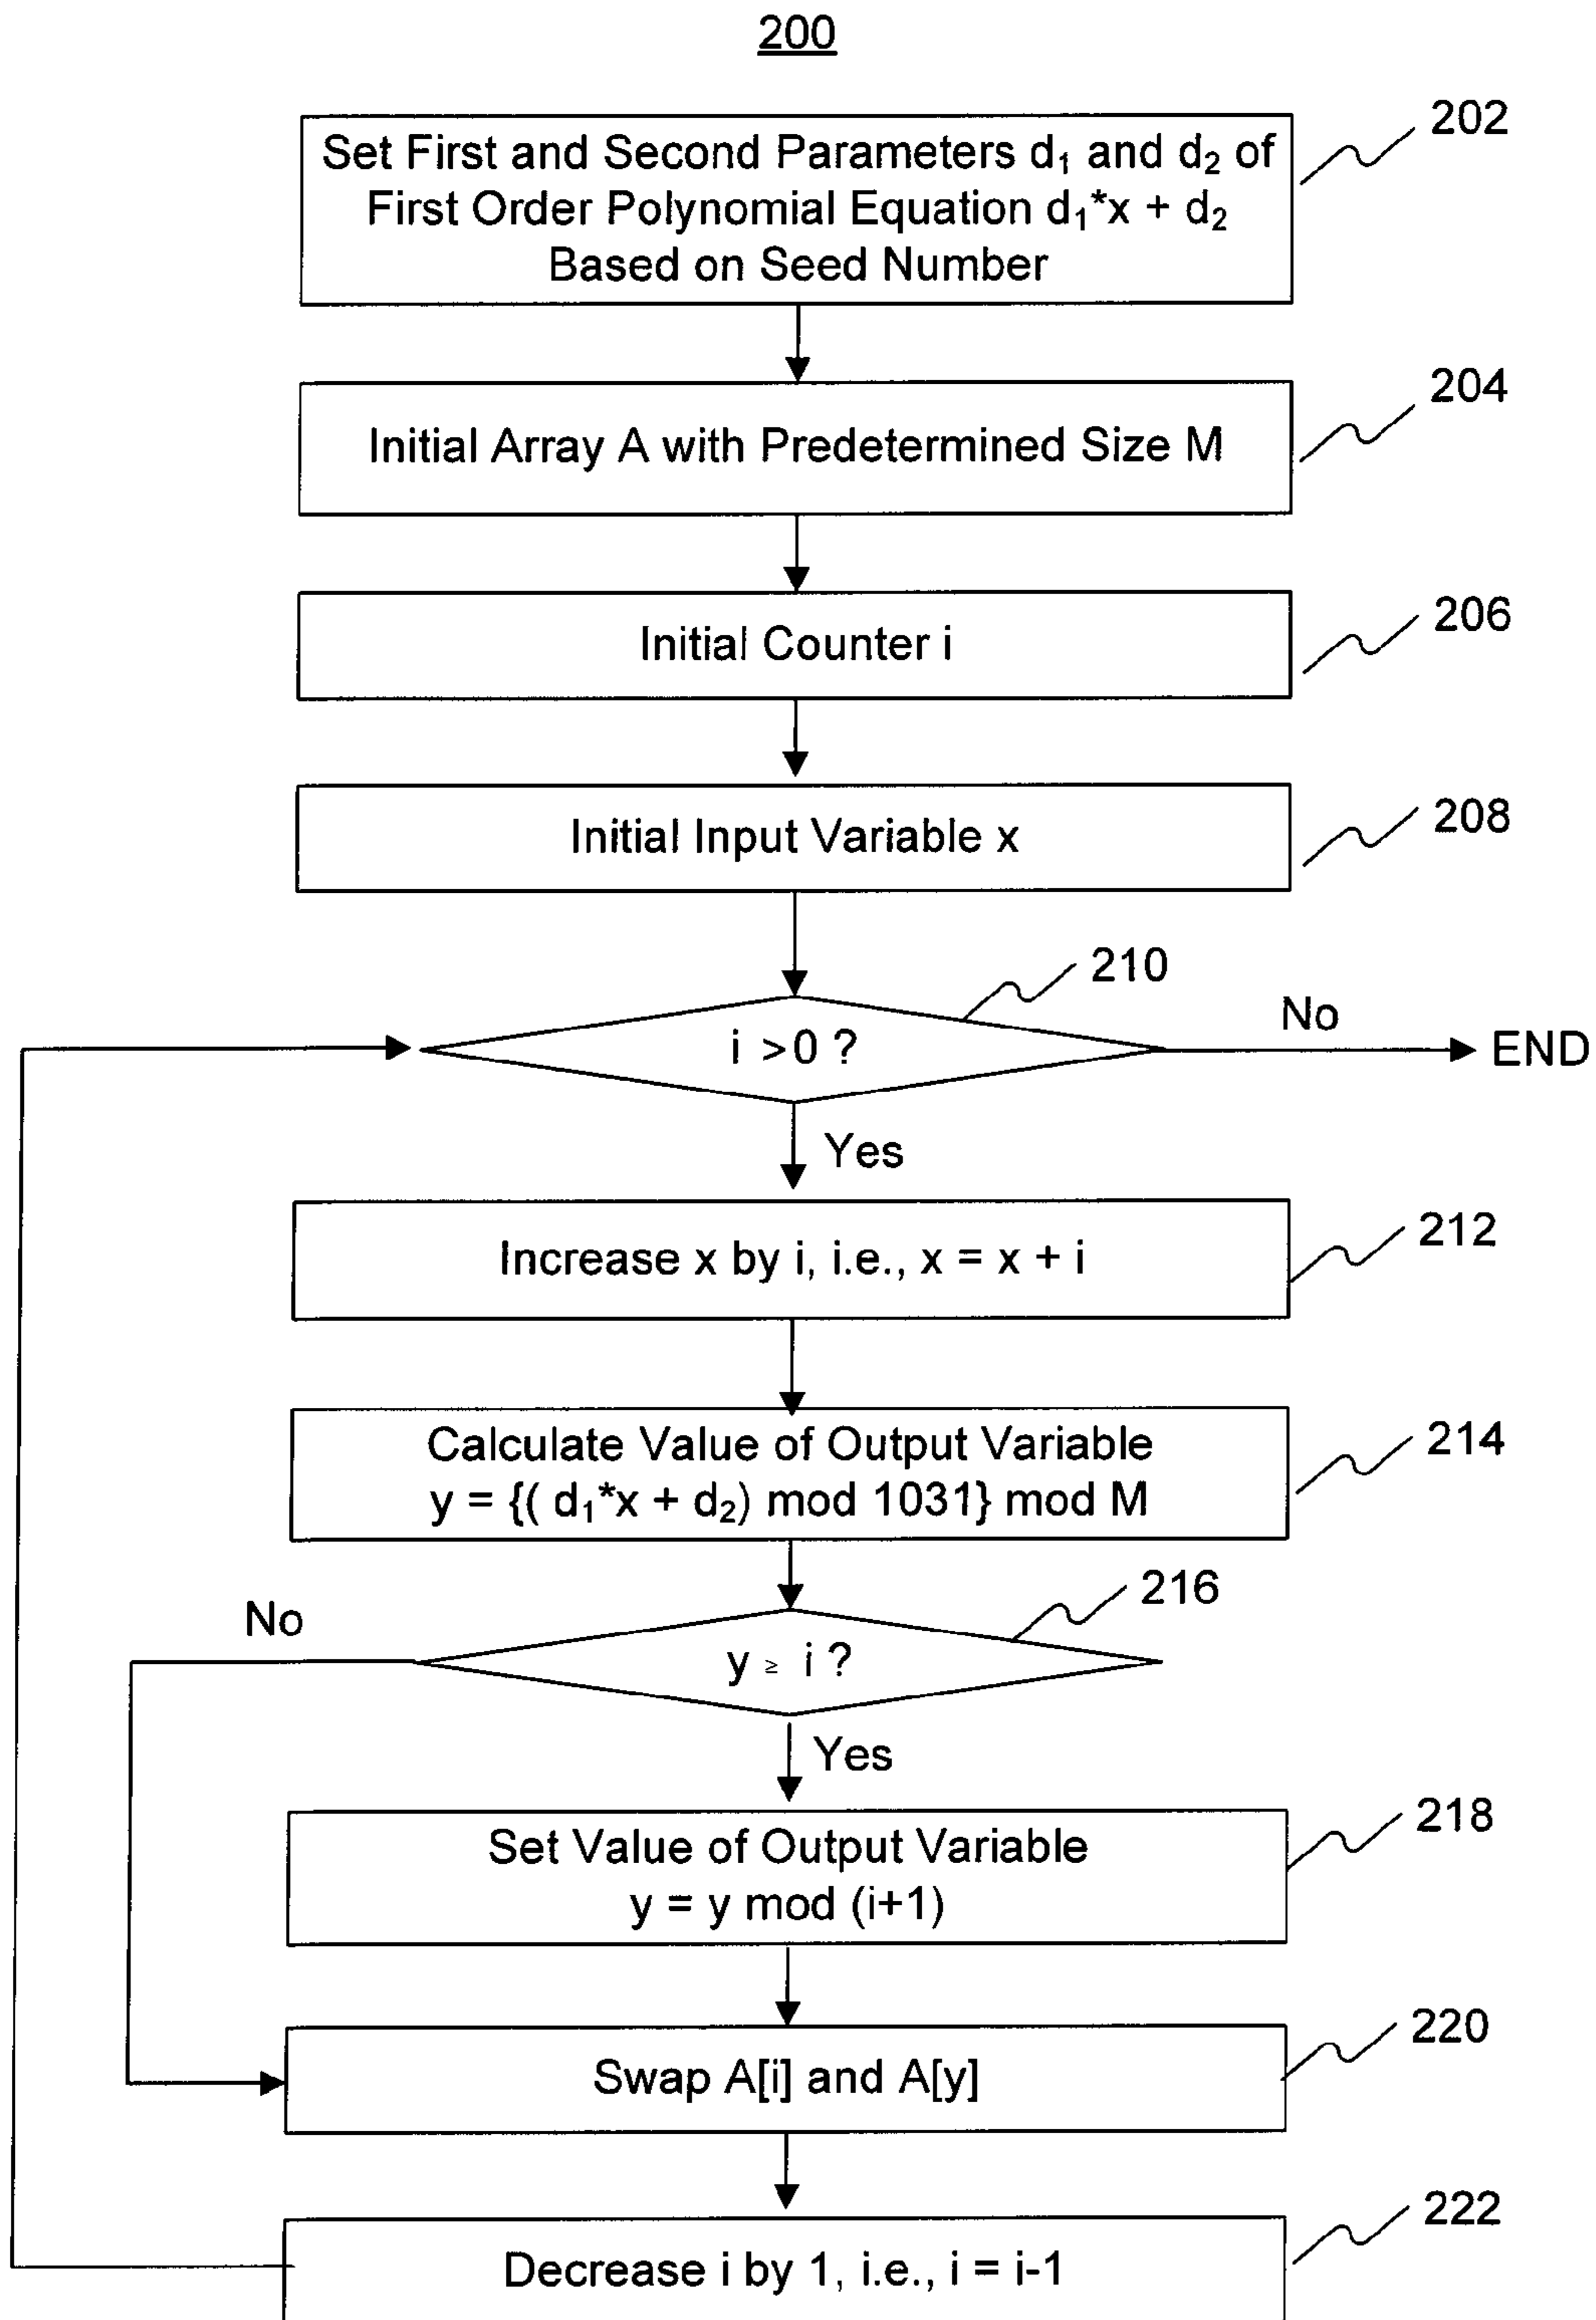 200
202
Set First and Second Parameters d₁ and d₂ of
First Order Polynomial Equation d₁*x + d₂
Based on Seed Number
204
Initial Array A with Predetermined Size M
206
Initial Counter i
208
Initial Input Variable x
210
i >0 ?
No
END
Yes
212
Increase x by i, i.e., x = x + i
214
Calculate Value of Output Variable
y = {( d₁*x + d₂) mod 1031} mod M
216
No
y ≥ i ?
Yes
218
Set Value of Output Variable
y = y mod (i+1)
220
Swap A[i] and A[y]
222
Decrease i by 1, i.e., i = i-1